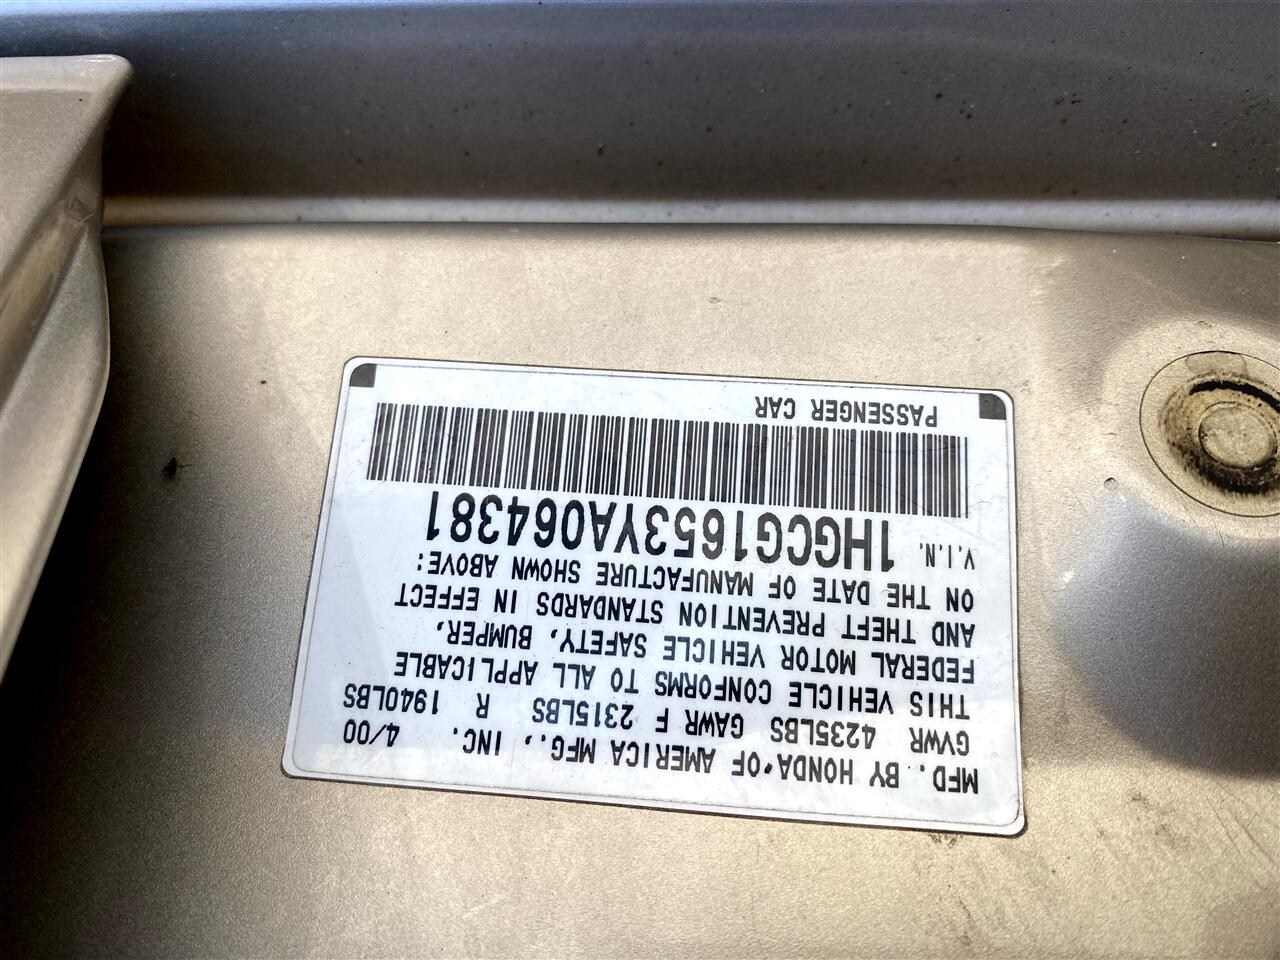 MFD. BY HONDA OF AMERICA MFG., INC. 4/00
GVWR 4235LBS GAWR F 2315LBS R 1940LBS
THIS VEHICLE CONFORMS TO ALL APPLICABLE
FEDERAL MOTOR VEHICLE SAFETY, BUMPER,
AND THEFT PREVENTION STANDARDS IN EFFECT
ON THE DATE OF MANUFACTURE SHOWN ABOVE:
V.I.N. 1HGCG1653YA064381
PASSENGER CAR